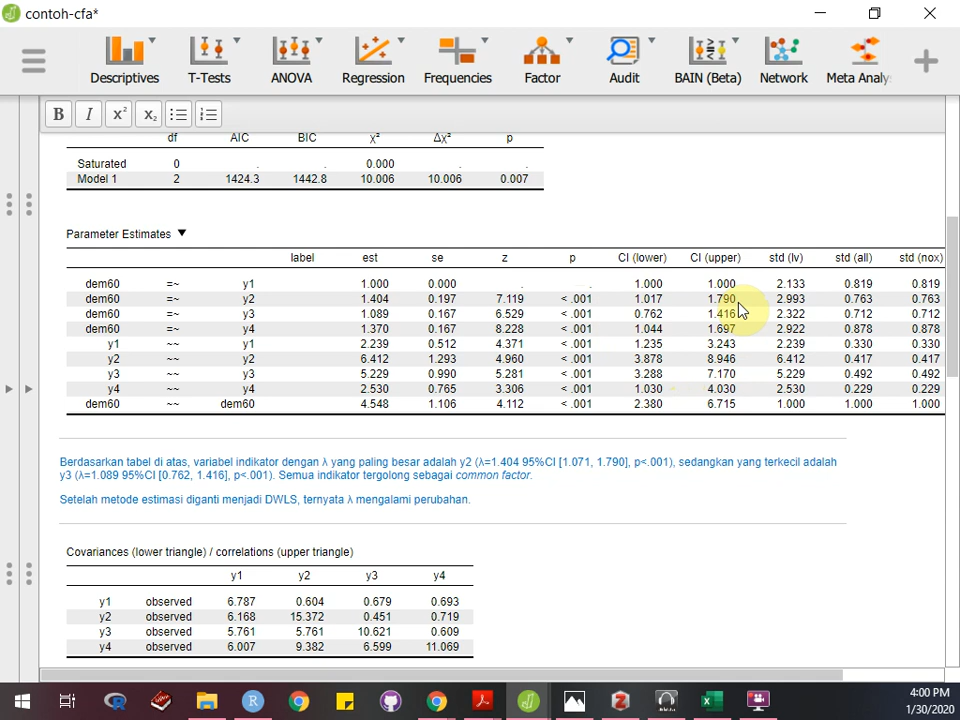 contoh-cfa*
Descriptives T-Tests ANOVA Regression Frequencies Factor Audit BAIN (Beta) Network Meta Analy
B I x² x₂
df AIC BIC χ² Δχ² p
Saturated 0 . . 0.000 . .
Model 1 2 1424.3 1442.8 10.006 10.006 0.007
Parameter Estimates ▼
label est se z p CI (lower) CI (upper) std (lv) std (all) std (nox)
dem60 =~ y1 1.000 0.000 . . 1.000 1.000 2.133 0.819 0.819
dem60 =~ y2 1.404 0.197 7.119 < .001 1.017 1.790 2.993 0.763 0.763
dem60 =~ y3 1.089 0.167 6.529 < .001 0.762 1.416 2.322 0.712 0.712
dem60 =~ y4 1.370 0.167 8.228 < .001 1.044 1.697 2.922 0.878 0.878
y1 ~~ y1 2.239 0.512 4.371 < .001 1.235 3.243 2.239 0.330 0.330
y2 ~~ y2 6.412 1.293 4.960 < .001 3.878 8.946 6.412 0.417 0.417
y3 ~~ y3 5.229 0.990 5.281 < .001 3.288 7.170 5.229 0.492 0.492
y4 ~~ y4 2.530 0.765 3.306 < .001 1.030 4.030 2.530 0.229 0.229
dem60 ~~ dem60 4.548 1.106 4.112 < .001 2.380 6.715 1.000 1.000 1.000
Berdasarkan tabel di atas, variabel indikator dengan λ yang paling besar adalah y2 (λ=1.404 95%CI [1.071, 1.790], p<.001), sedangkan yang terkecil adalah
y3 (λ=1.089 95%CI [0.762, 1.416], p<.001). Semua indikator tergolong sebagai common factor.
Setelah metode estimasi diganti menjadi DWLS, ternyata λ mengalami perubahan.
Covariances (lower triangle) / correlations (upper triangle)
y1 y2 y3 y4
y1 observed 6.787 0.604 0.679 0.693
y2 observed 6.168 15.372 0.451 0.719
y3 observed 5.761 5.761 10.621 0.609
y4 observed 6.007 9.382 6.599 11.069
4:00 PM
1/30/2020